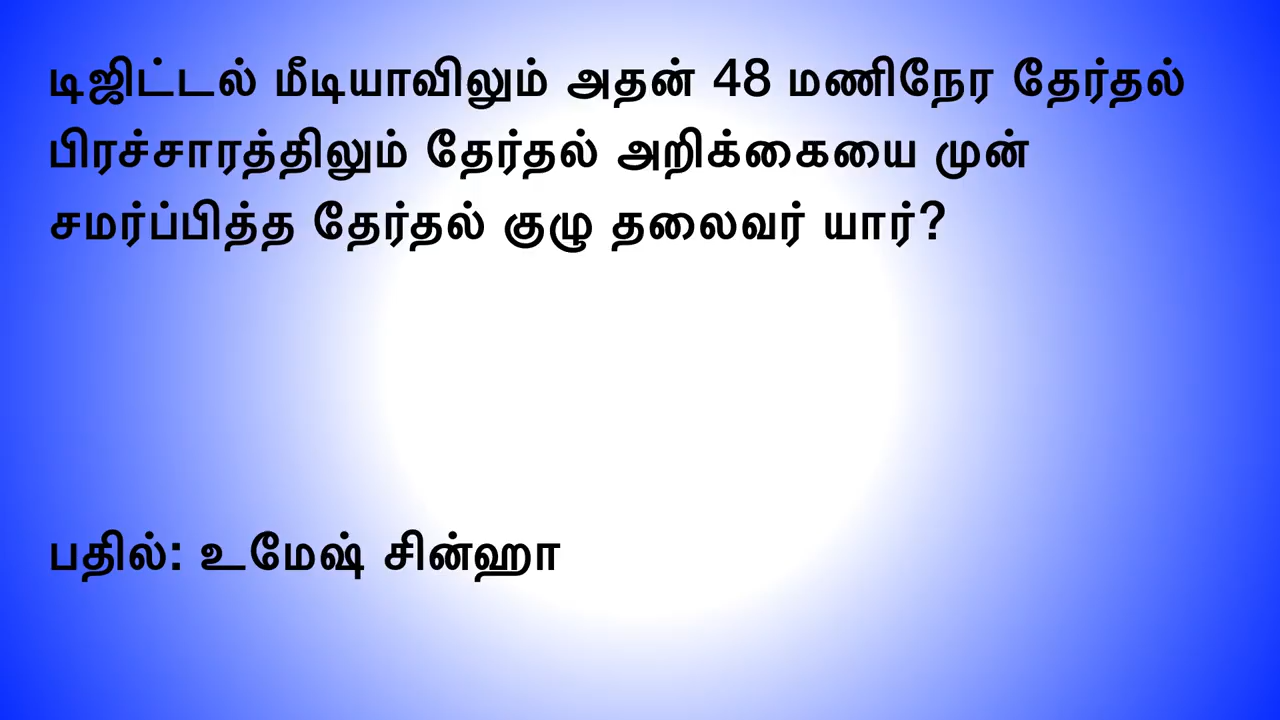 டிஜிட்டல் மீடியாவிலும் அதன் 48 மணிநேர தேர்தல்
பிரச்சாரத்திலும் தேர்தல் அறிக்கையை முன்
சமர்ப்பித்த தேர்தல் குழு தலைவர் யார்?
பதில்: உமேஷ் சின்ஹா